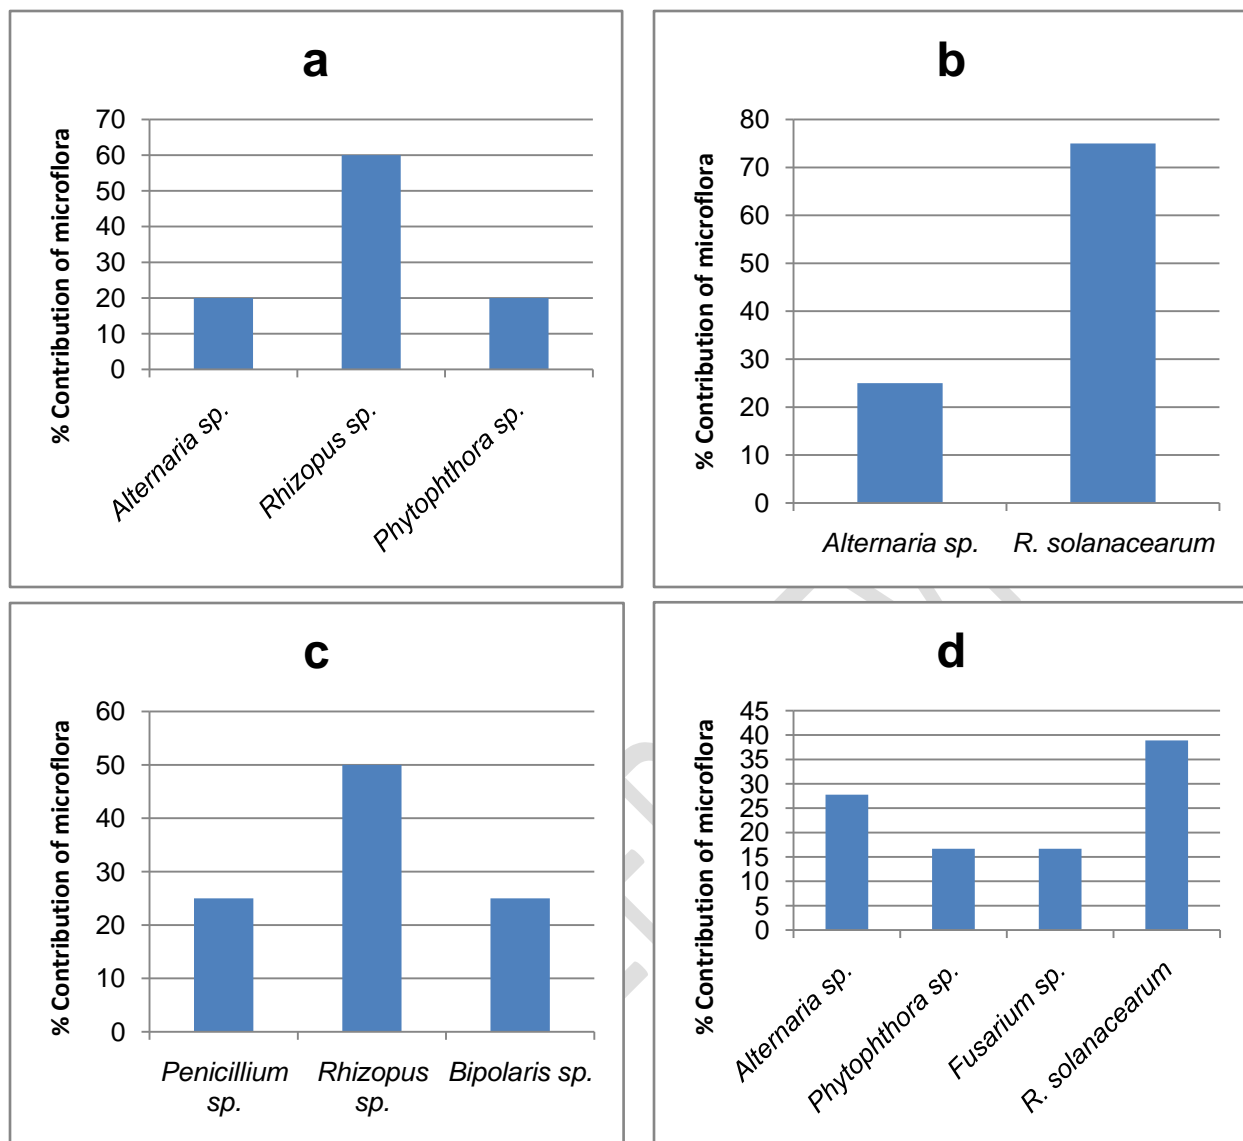 a
% Contribution of microflora
70
60
50
40
30
20
10
0
Alternaria sp.
Rhizopus sp.
Phytophthora sp.
b
% Contribution of microflora
80
70
60
50
40
30
20
10
0
Alternaria sp.
R. solanacearum
c
% Contribution of microflora
60
50
40
30
20
10
0
Penicillium
sp.
Rhizopus
sp.
Bipolaris sp.
d
% Contribution of microflora
45
40
35
30
25
20
15
10
5
0
Alternaria sp.
Phytophthora sp.
Fusarium sp.
R. solanacearum